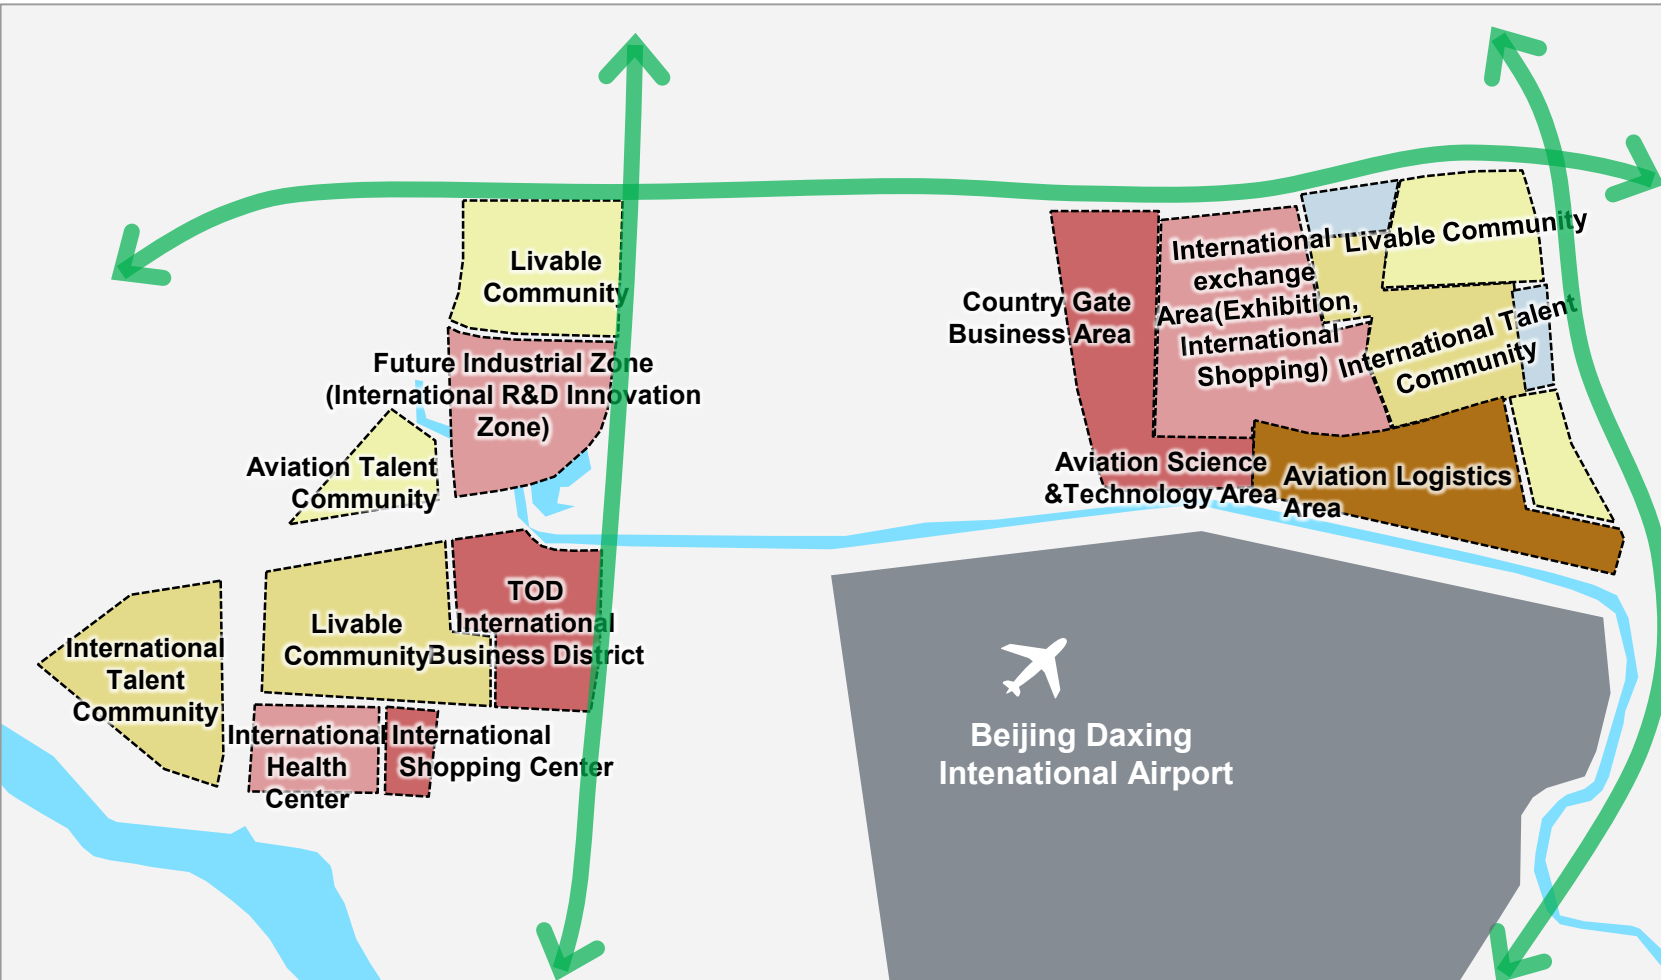 Livable
Community
Future Industrial Zone
(International R&D Innovation
Zone)
Aviation Talent
Community
TOD
International
Business District
Livable
Community
International
Talent
Community
International
Health
Center
International
Shopping Center
Country Gate
Business Area
International
exchange
Area(Exhibition,
International
Shopping)
Livable Community
International Talent
Community
Aviation Science
&Technology Area
Aviation Logistics
Area
Beijing Daxing
Intenational Airport